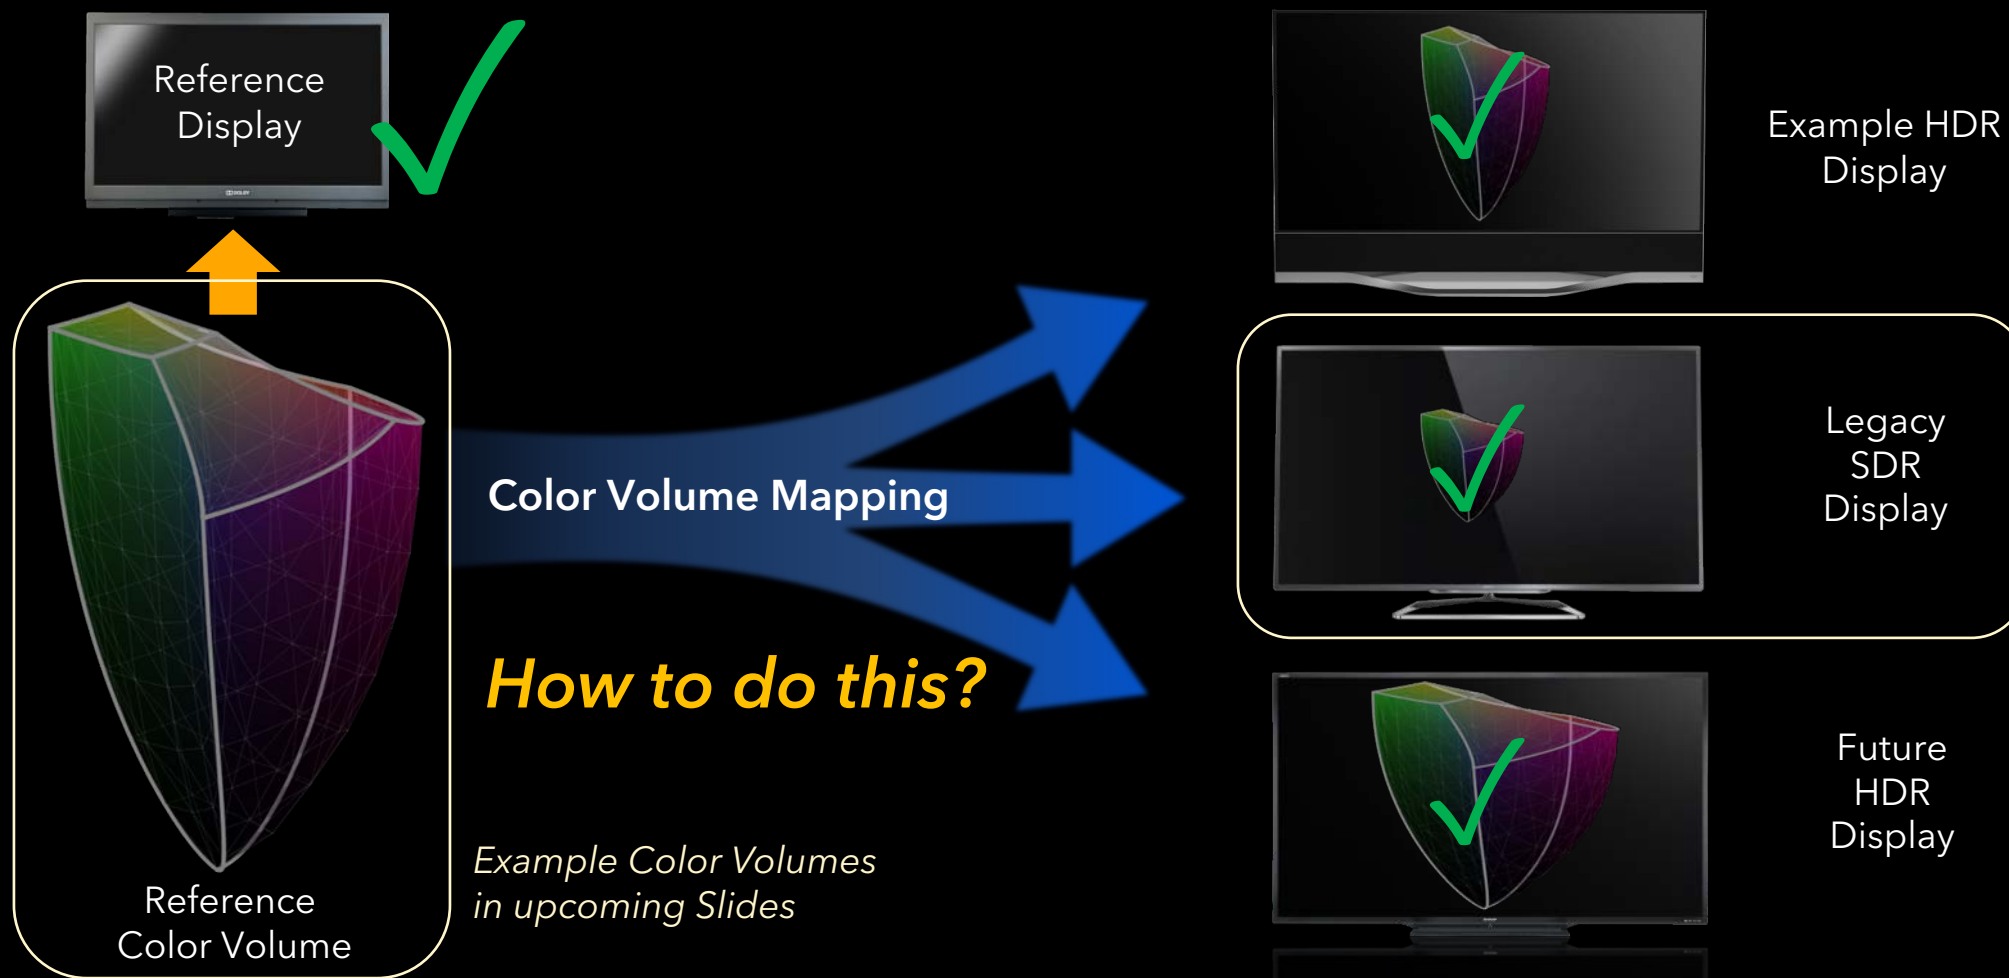 Reference
Display
DOLBY
Reference
Color Volume
Color Volume Mapping
How to do this?
Example Color Volumes
in upcoming Slides
Example HDR
Display
Legacy
SDR
Display
Future
HDR
Display